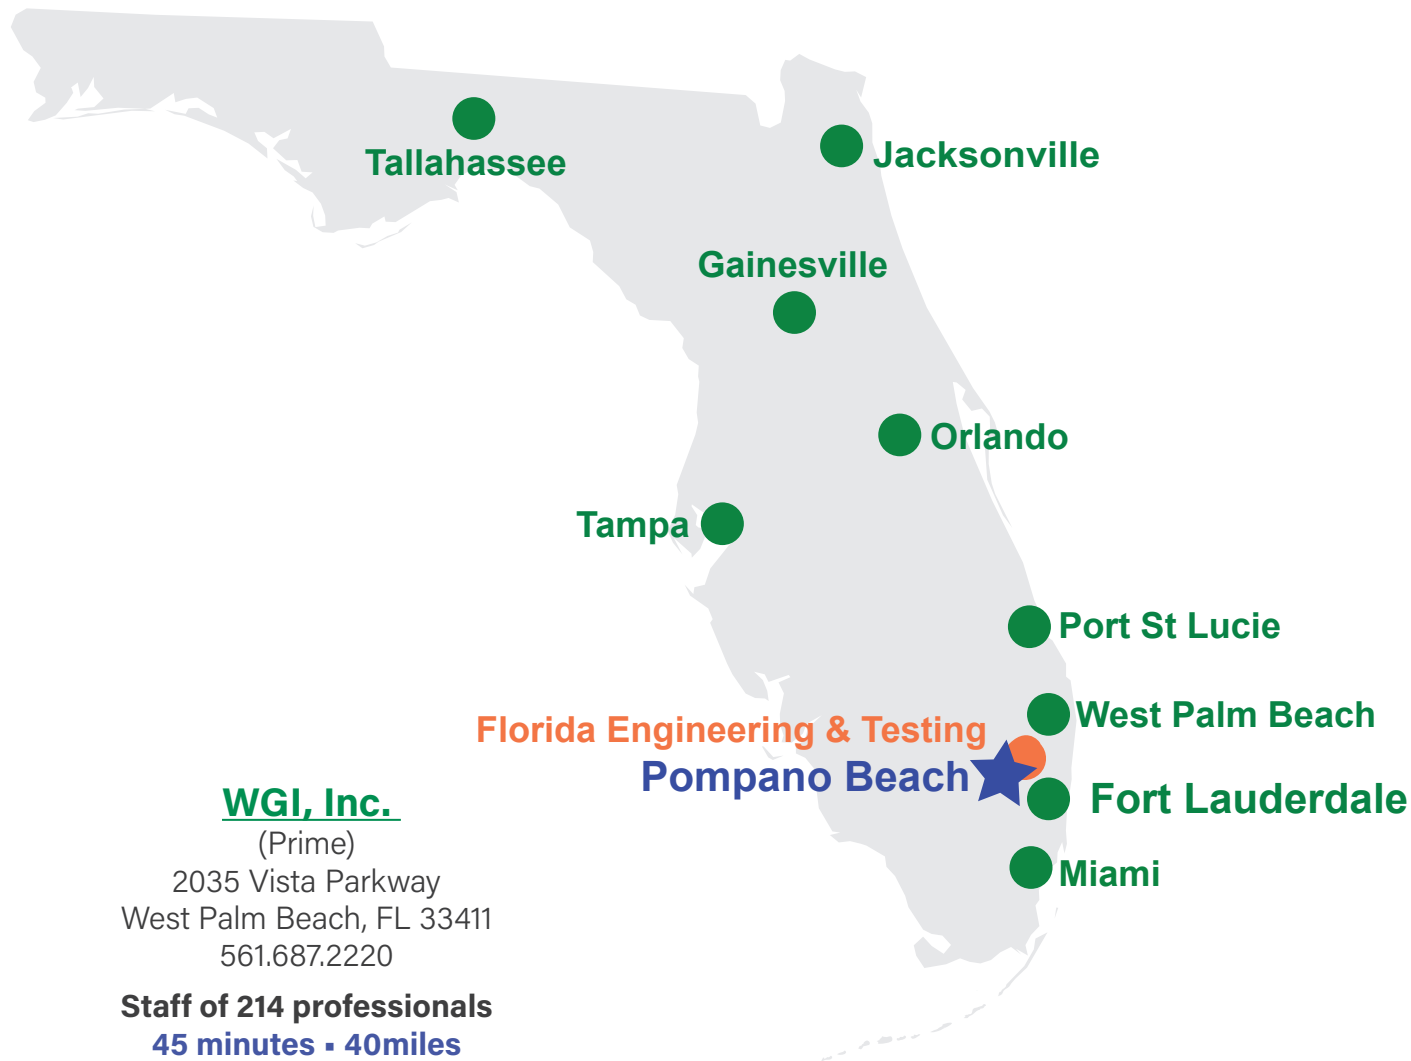 Tallahassee
Jacksonville
Gainesville
Orlando
Tampa
Port St Lucie
West Palm Beach
Florida Engineering & Testing
Pompano Beach
Fort Lauderdale
Miami
WGI, Inc.
(Prime)
2035 Vista Parkway
West Palm Beach, FL 33411
561.687.2220
Staff of 214 professionals
45 minutes ▪ 40miles